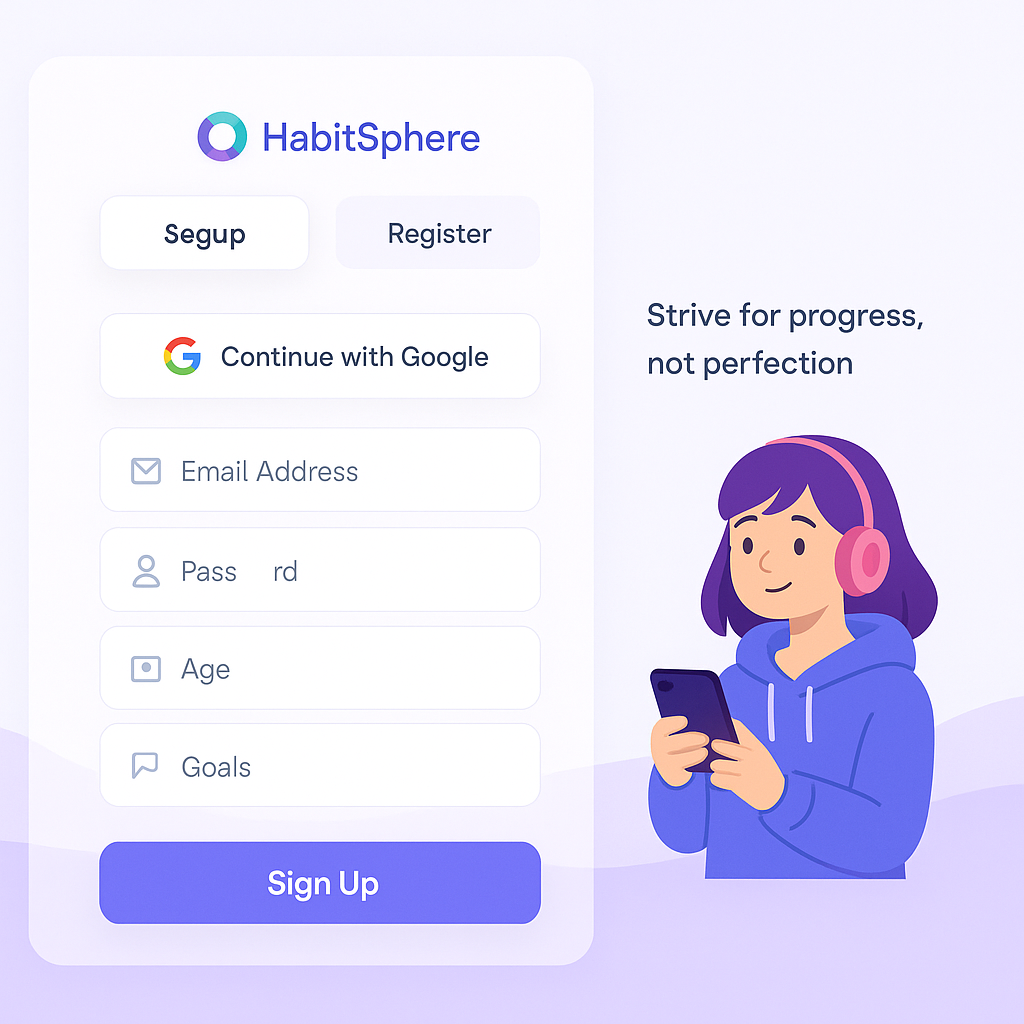 HabitSphere
Segup
Register
Continue with Google
Email Address
Pass rd
Age
Goals
Sign Up
Strive for progress,
not perfection